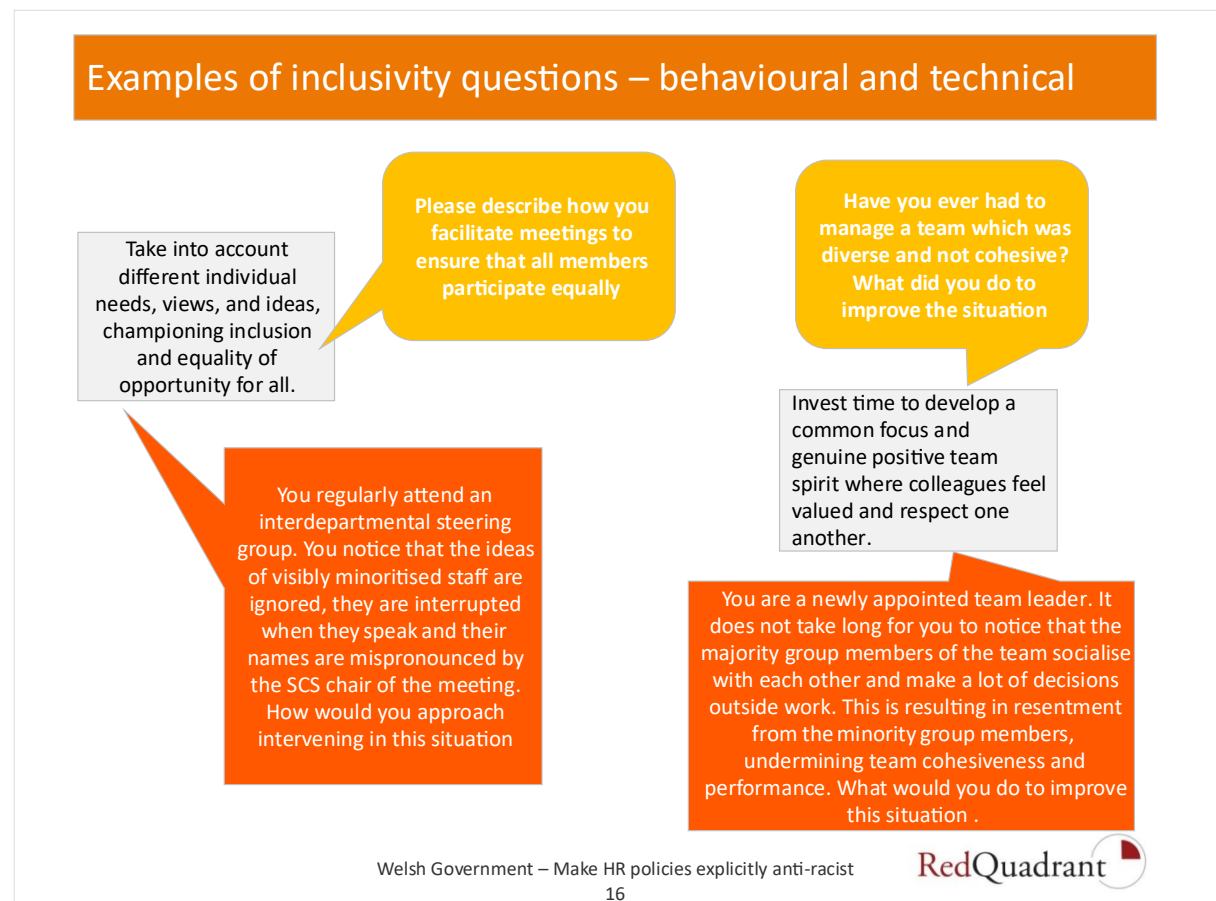 Examples of inclusivity questions – behavioural and technical
Take into account
different individual
needs, views, and ideas,
championing inclusion
and equality of
opportunity for all.
Please describe how you
facilitate meetings to
ensure that all members
participate equally
You regularly attend an
interdepartmental steering
group. You notice that the ideas
of visibly minoritised staff are
ignored, they are interrupted
when they speak and their
names are mispronounced by
the SCS chair of the meeting.
How would you approach
intervening in this situation
Have you ever had to
manage a team which was
diverse and not cohesive?
What did you do to
improve the situation
Invest time to develop a
common focus and
genuine positive team
spirit where colleagues feel
valued and respect one
another.
You are a newly appointed team leader. It
does not take long for you to notice that the
majority group members of the team socialise
with each other and make a lot of decisions
outside work. This is resulting in resentment
from the minority group members,
undermining team cohesiveness and
performance. What would you do to improve
this situation .
Welsh Government – Make HR policies explicitly anti-racist
16
RedQuadrant